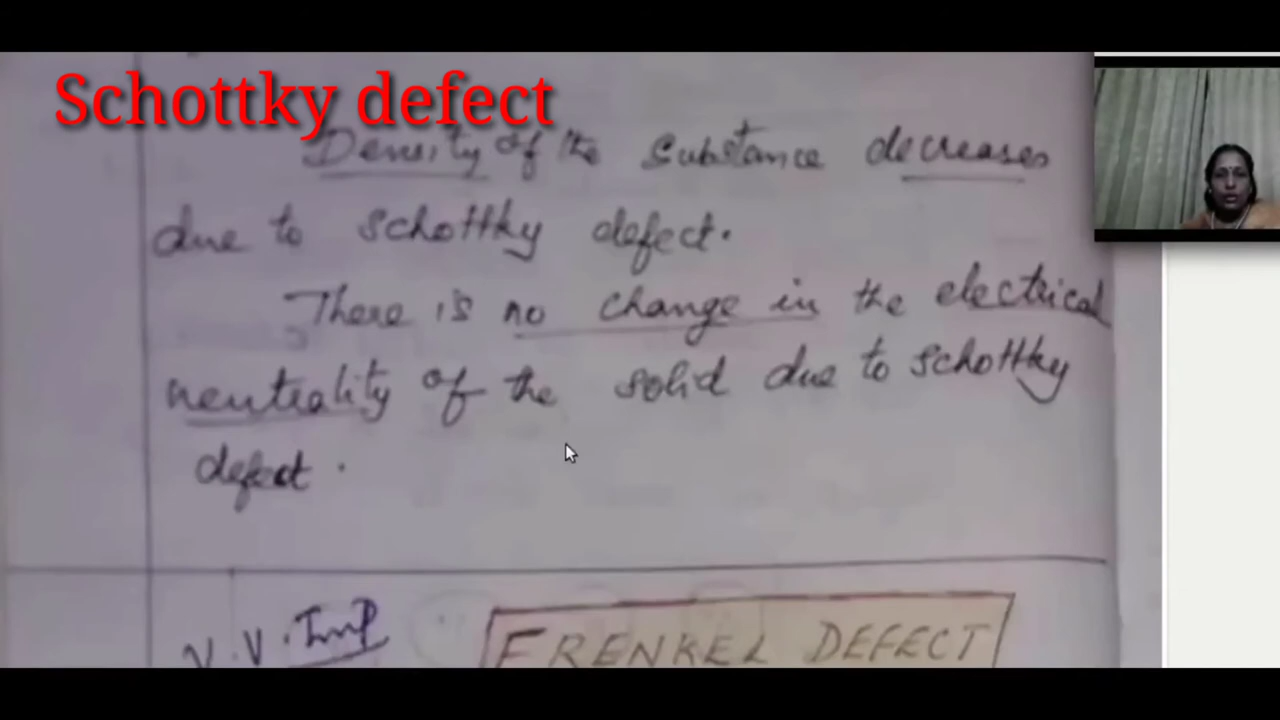 Schottky defect
Density of the substance decreases
due to schottky defect.
There is no change in the electrical
neutrality of the solid due to schottky
defect.
V.V.Imp
FRENKEL DEFECT